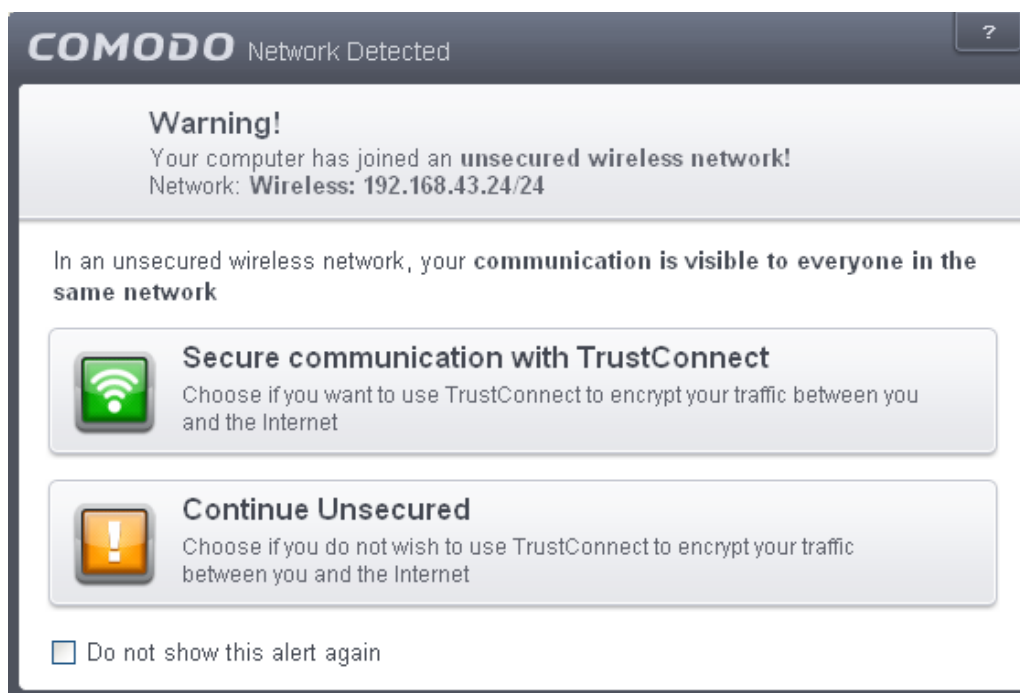 COMODO Network Detected
?
Warning!
Your computer has joined an unsecured wireless network!
Network: Wireless: 192.168.43.24/24
In an unsecured wireless network, your communication is visible to everyone in the
same network
Secure communication with TrustConnect
Choose if you want to use TrustConnect to encrypt your traffic between you
and the Internet
!
Continue Unsecured
Choose if you do not wish to use TrustConnect to encrypt your traffic
between you and the Internet
Do not show this alert again